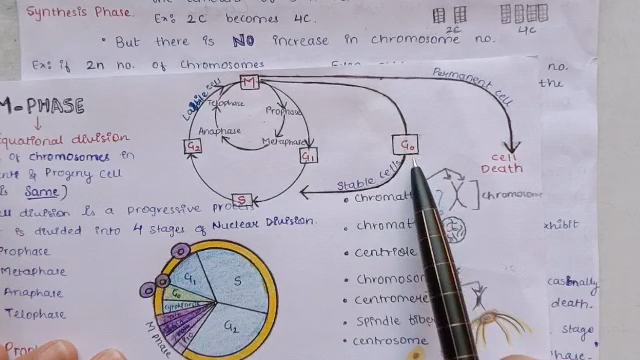 Synthesis Phase. Ex: 2C becomes 4C.
2C 4C
• But there is NO increase in chromosome no.
Ex: if 2n no. of chromosomes
no.
the
M-PHASE
Equational division
of chromosomes in
& Progeny cell
is Same)
cell division is a progressive
is divided into 4 stages of Nuclear Division.
Prophase
Metaphase
Anaphase
Telophase
M
Labile cell
Telophase
Prophase
Anaphase
Metaphase
G2
G1
S
G0
Permanent cell
Stable cells
cell
Death
G1
S
G0
G2
M Phase
• chromat
chromosome
• chromat
• centriole
• chromoso
• centromere
• spindle
• centrosome
exhibit
death.
stage